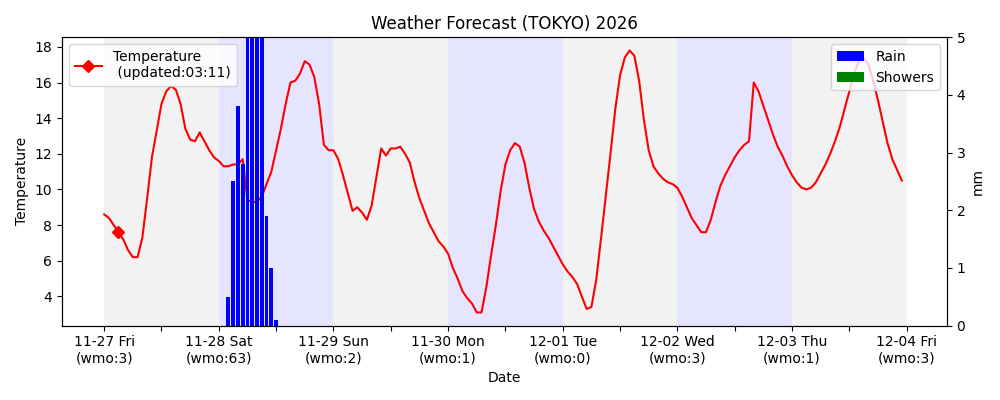 Weather Forecast (TOKYO) 2026
Temperature
(updated:03:11)
Rain
Showers
Temperature
18
16
14
12
10
8
6
4
5
4
3
2
1
0
mm
11-27 Fri
(wmo:3)
11-28 Sat
(wmo:63)
11-29 Sun
(wmo:2)
11-30 Mon
(wmo:1)
12-01 Tue
(wmo:0)
12-02 Wed
(wmo:3)
12-03 Thu
(wmo:1)
12-04 Fri
(wmo:3)
Date